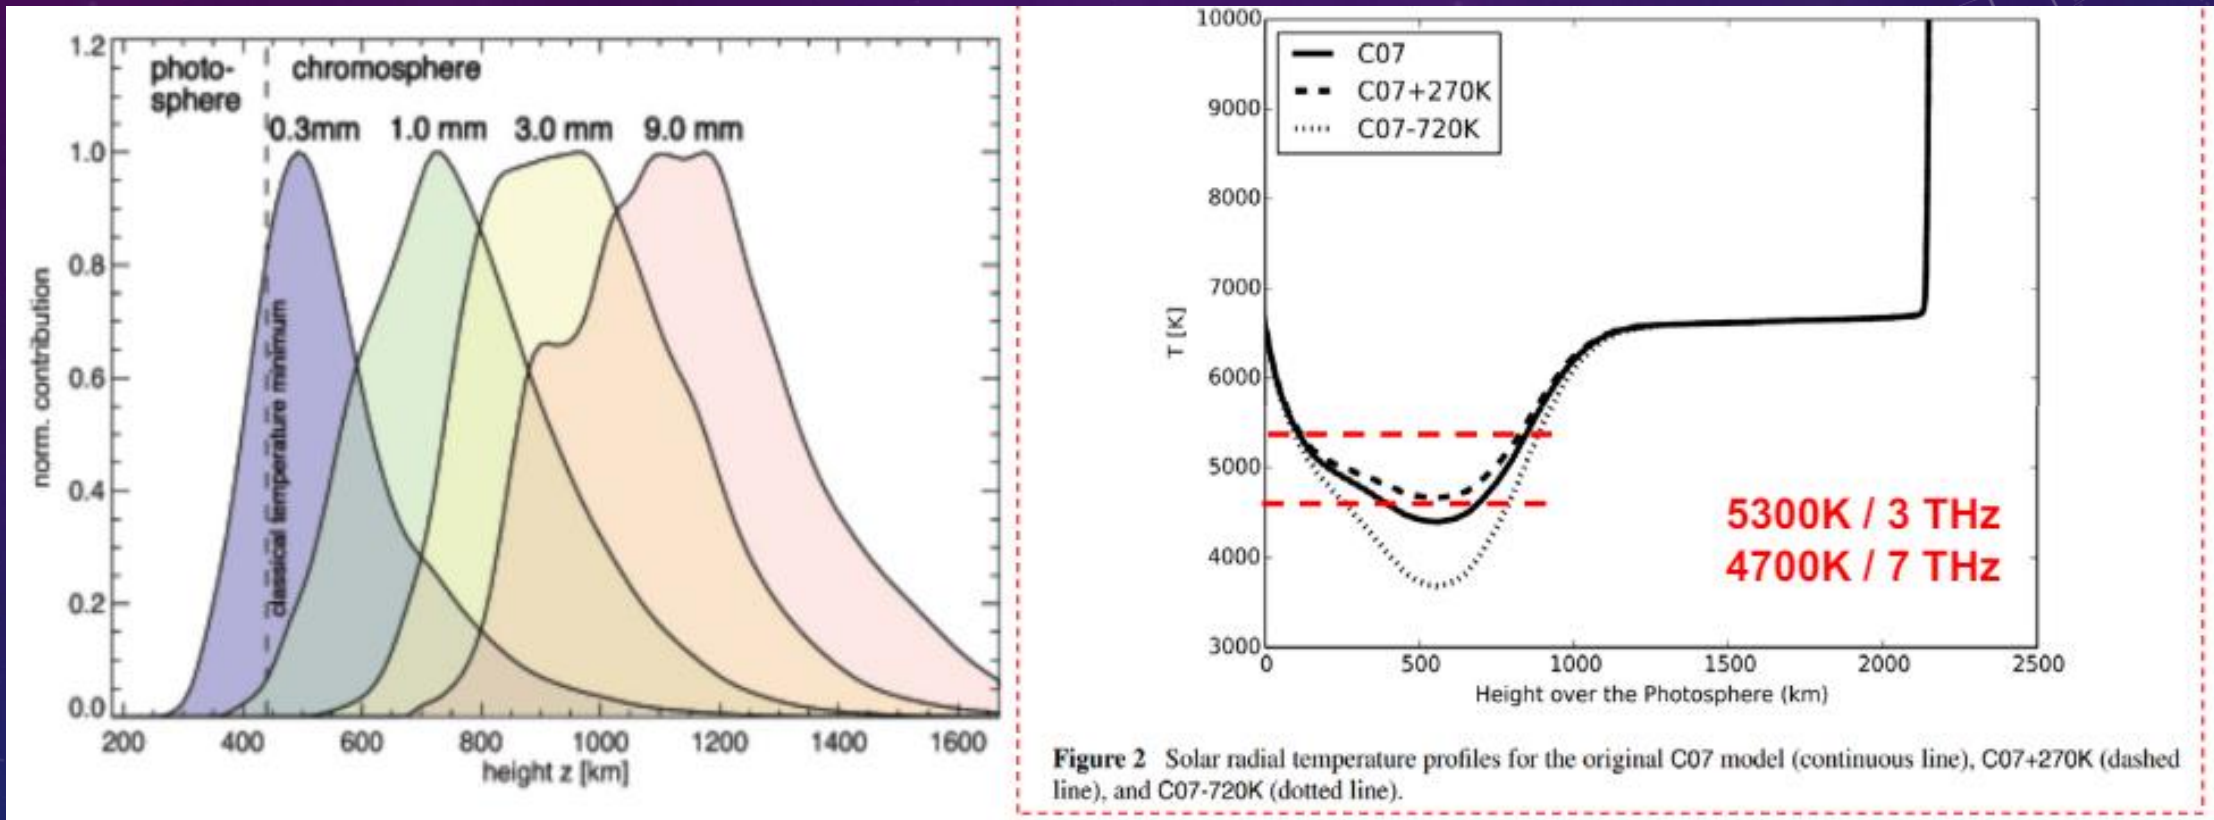 1.2
photo-
sphere
chromosphere
0.3mm 1.0 mm 3.0 mm 9.0 mm
1.0
0.8
0.6
0.4
0.2
0.0
norm. contribution
classical temperature minimum
200 400 600 800 1000 1200 1400 1600
height z [km]
10000
9000
8000
7000
6000
5000
4000
3000
T [K]
C07
C07+270K
C07-720K
5300K / 3 THz
4700K / 7 THz
0 500 1000 1500 2000 2500
Height over the Photosphere (km)
Figure 2 Solar radial temperature profiles for the original C07 model (continuous line), C07+270K (dashed
line), and C07-720K (dotted line).